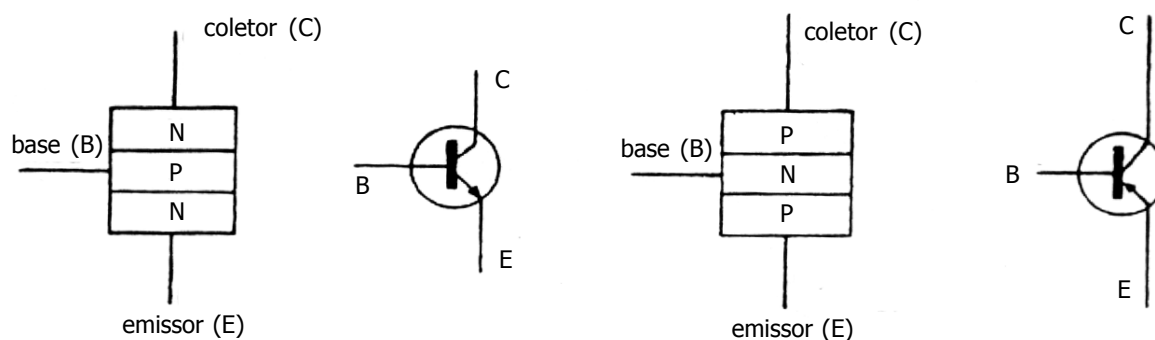 coletor (C)
N
base (B)
P
N
emissor (E)
C
B
E
coletor (C)
P
base (B)
N
P
emissor (E)
C
B
E